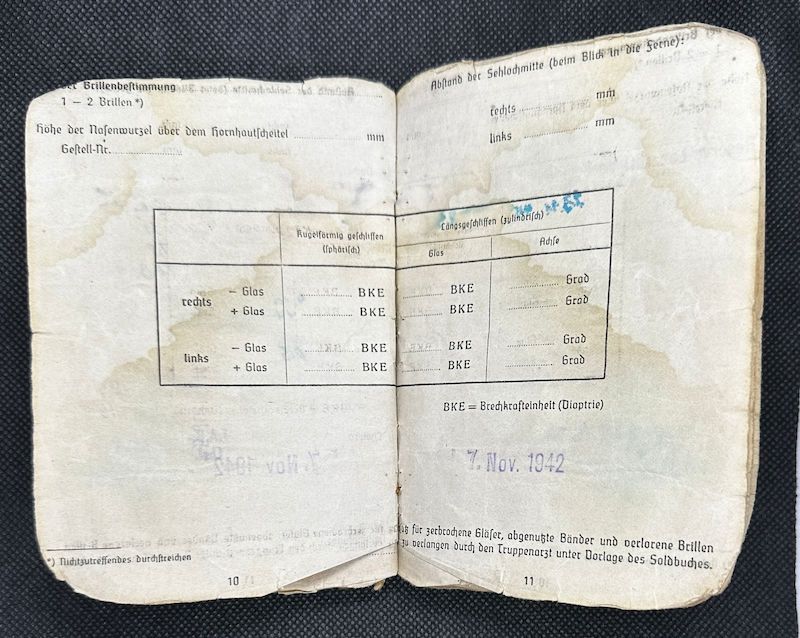 der Brillenbestimmung
1 – 2 Brillen *)
Höhe der Nasenwurzel über dem Hornhautscheitel ........ mm
Gestell-Nr.
kugelförmig geschliffen
(sphärisch)
rechts
– Glas ........ BKE
+ Glas ........ BKE
links
– Glas ........ BKE
+ Glas ........ BKE
7. Nov 1942
*) Nichtzutreffendes durchstreichen
10
Abstand der Sehlochmitte (beim Blick in die Ferne):
rechts ........ mm
links ........ mm
Längsgeschliffen (zylindrisch)
Glas Achse
BKE ........ Grad
BKE ........ Grad
BKE ........ Grad
BKE ........ Grad
BKE = Brechkrafteinheit (Dioptrie)
7. Nov. 1942
für zerbrochene Gläser, abgenutzte Bänder und verlorene Brillen
zu verlangen durch den Truppenarzt unter Vorlage des Soldbuches.
11